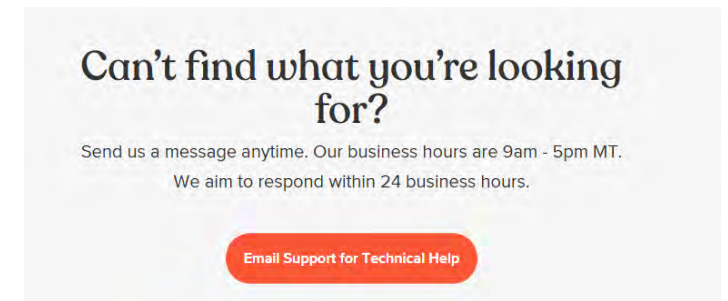 Can’t find what you’re looking
for?
Send us a message anytime. Our business hours are 9am - 5pm MT.
We aim to respond within 24 business hours.
Email Support for Technical Help